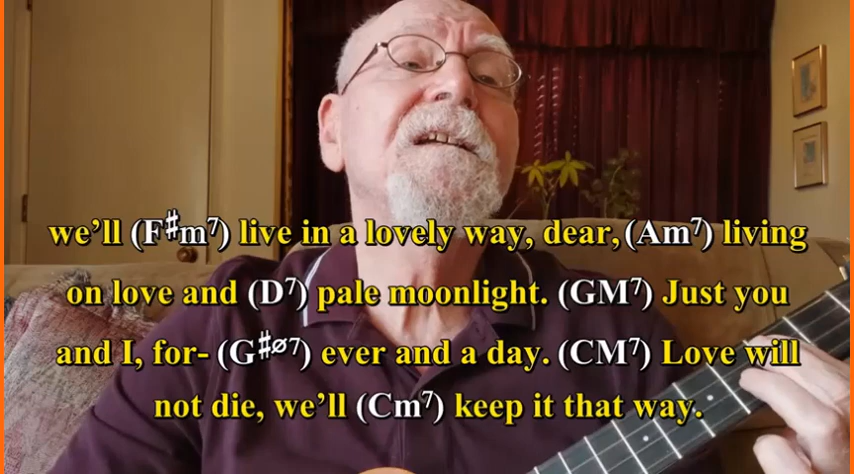 we'll (F♯m⁷) live in a lovely way, dear, (Am⁷) living
on love and (D⁷) pale moonlight. (GM⁷) Just you
and I, for- (G♯ø⁷) ever and a day. (CM⁷) Love will
not die, we'll (Cm⁷) keep it that way.